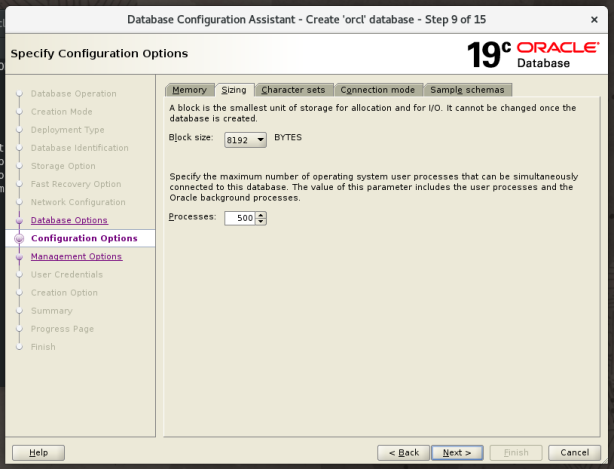 Database Configuration Assistant - Create 'orcl' database - Step 9 of 15
Specify Configuration Options
19c ORACLE
Database
Database Operation
Creation Mode
Deployment Type
Database Identification
Storage Option
Fast Recovery Option
Network Configuration
Database Options
Configuration Options
Management Options
User Credentials
Creation Option
Summary
Progress Page
Finish
Memory Sizing Character sets Connection mode Sample schemas
A block is the smallest unit of storage for allocation and for I/O. It cannot be changed once the
database is created.
Block size: 8192 BYTES
Specify the maximum number of operating system user processes that can be simultaneously
connected to this database. The value of this parameter includes the user processes and the
Oracle background processes.
Processes: 500
Help < Back Next > Finish Cancel